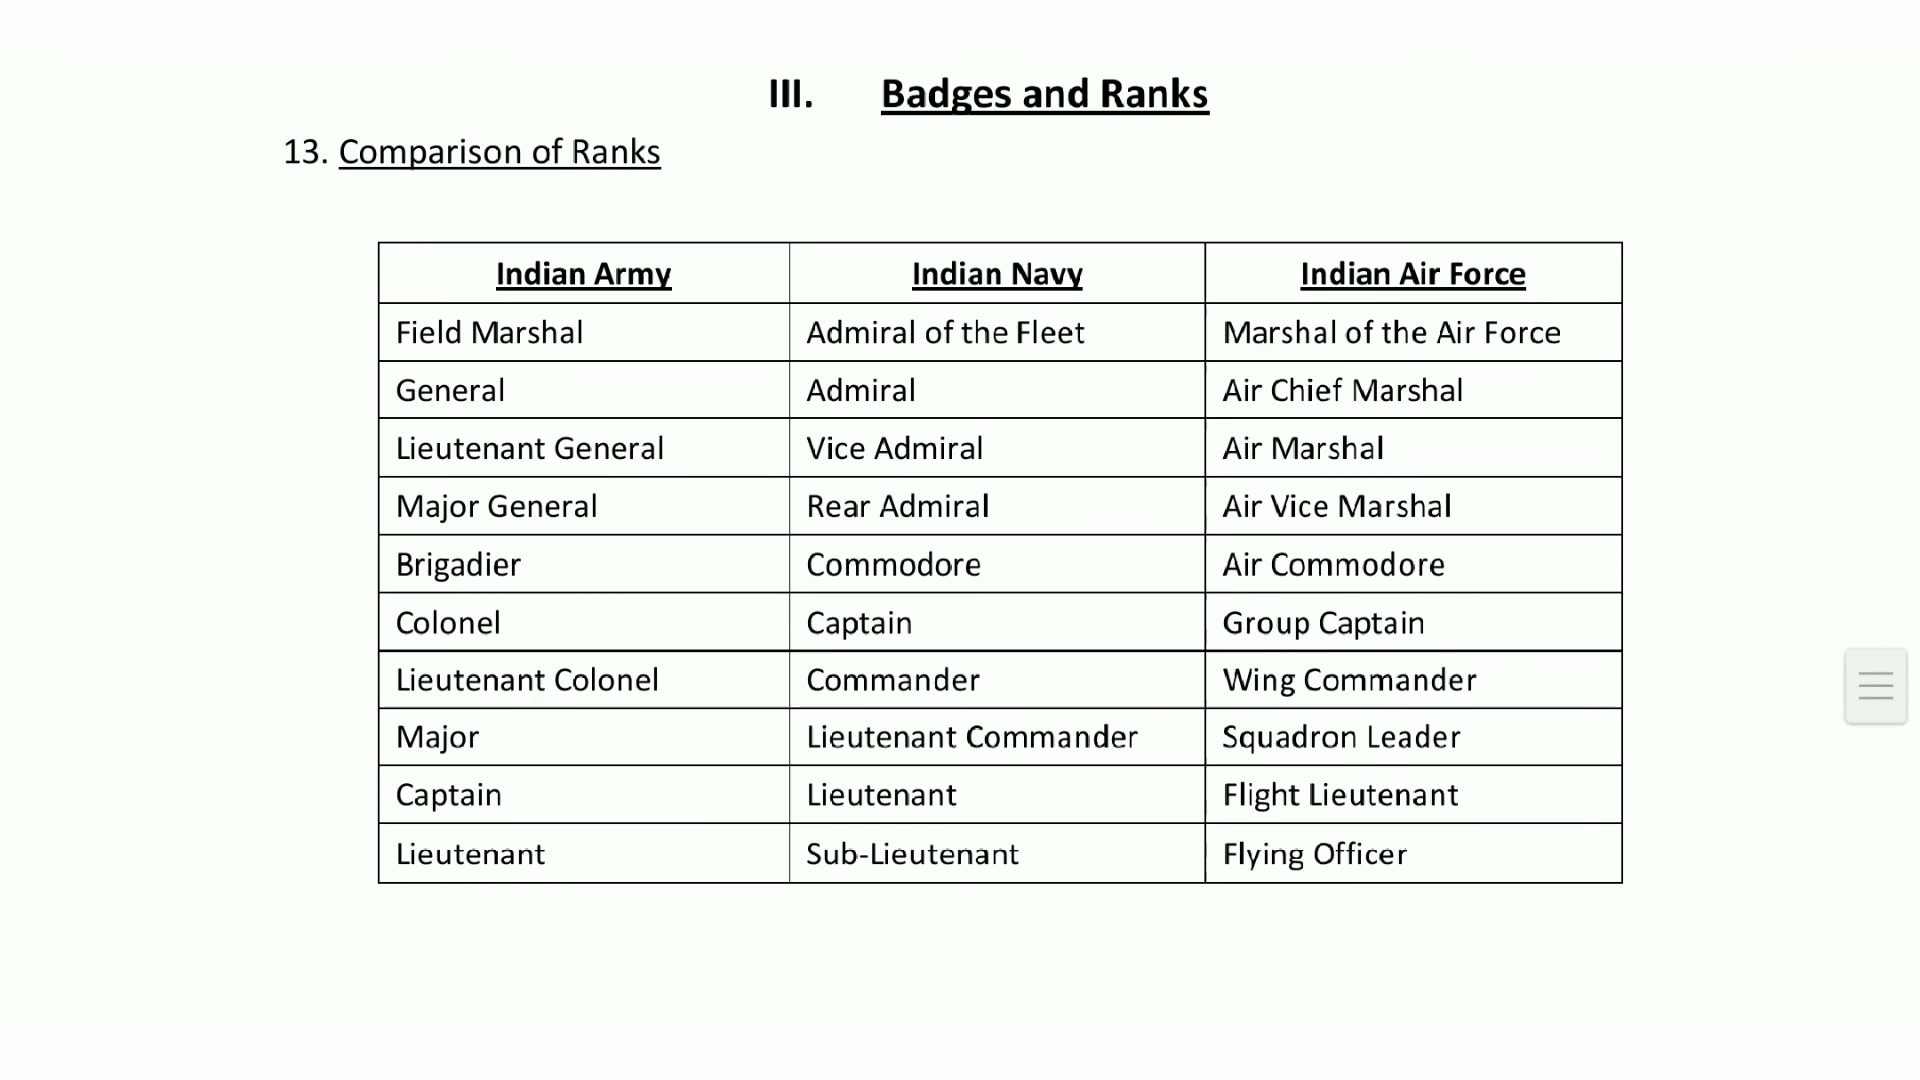 III. Badges and Ranks
13. Comparison of Ranks
Indian Army Indian Navy Indian Air Force
Field Marshal Admiral of the Fleet Marshal of the Air Force
General Admiral Air Chief Marshal
Lieutenant General Vice Admiral Air Marshal
Major General Rear Admiral Air Vice Marshal
Brigadier Commodore Air Commodore
Colonel Captain Group Captain
Lieutenant Colonel Commander Wing Commander
Major Lieutenant Commander Squadron Leader
Captain Lieutenant Flight Lieutenant
Lieutenant Sub-Lieutenant Flying Officer